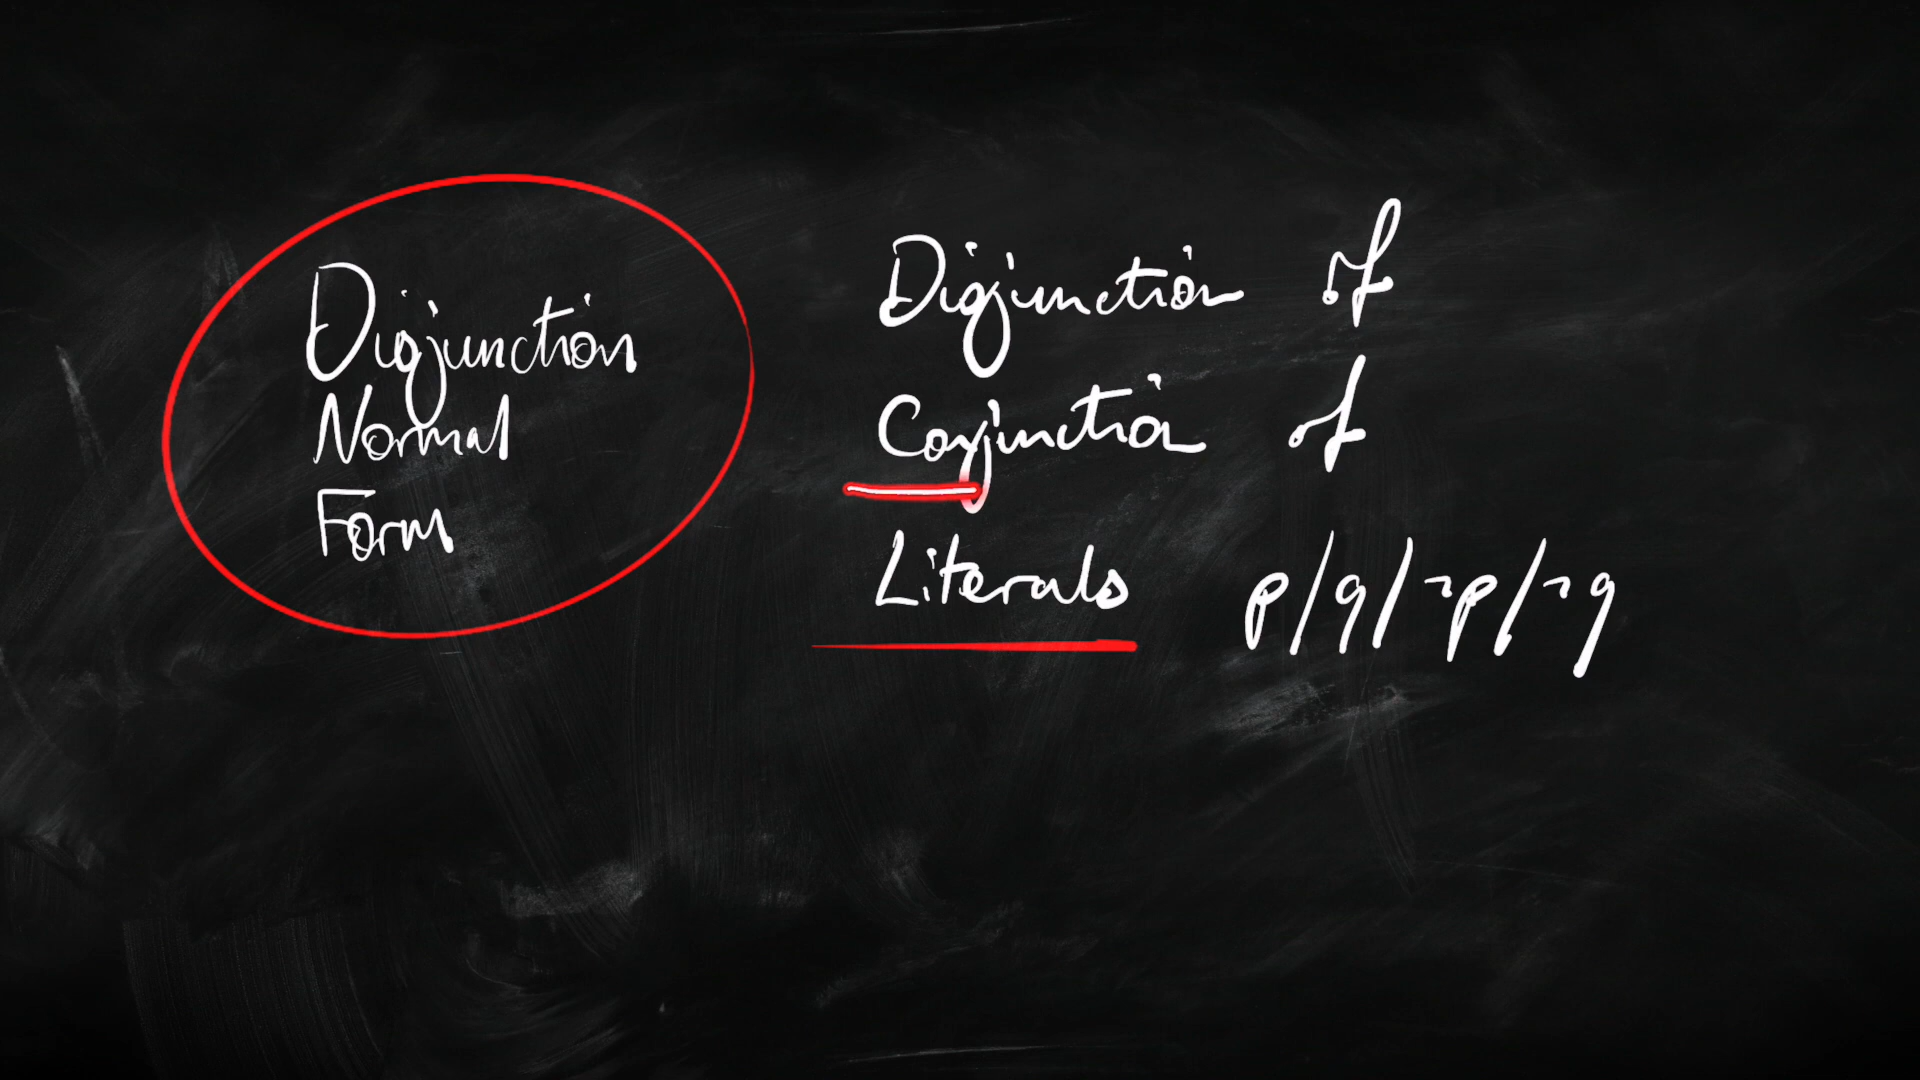 Disjunction
Normal
Form
Disjunction of
Conjunction of
Literals p/q/¬p/¬q